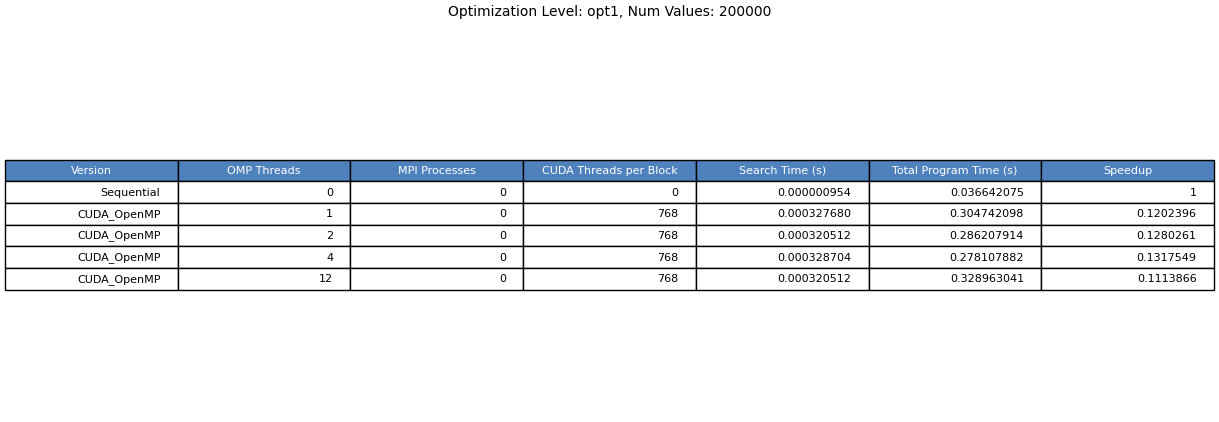 Optimization Level: opt1, Num Values: 200000
Version OMP Threads MPI Processes CUDA Threads per Block Search Time (s) Total Program Time (s) Speedup
Sequential 0 0 0 0.000000954 0.036642075 1
CUDA_OpenMP 1 0 768 0.000327680 0.304742098 0.1202396
CUDA_OpenMP 2 0 768 0.000320512 0.286207914 0.1280261
CUDA_OpenMP 4 0 768 0.000328704 0.278107882 0.1317549
CUDA_OpenMP 12 0 768 0.000320512 0.328963041 0.1113866